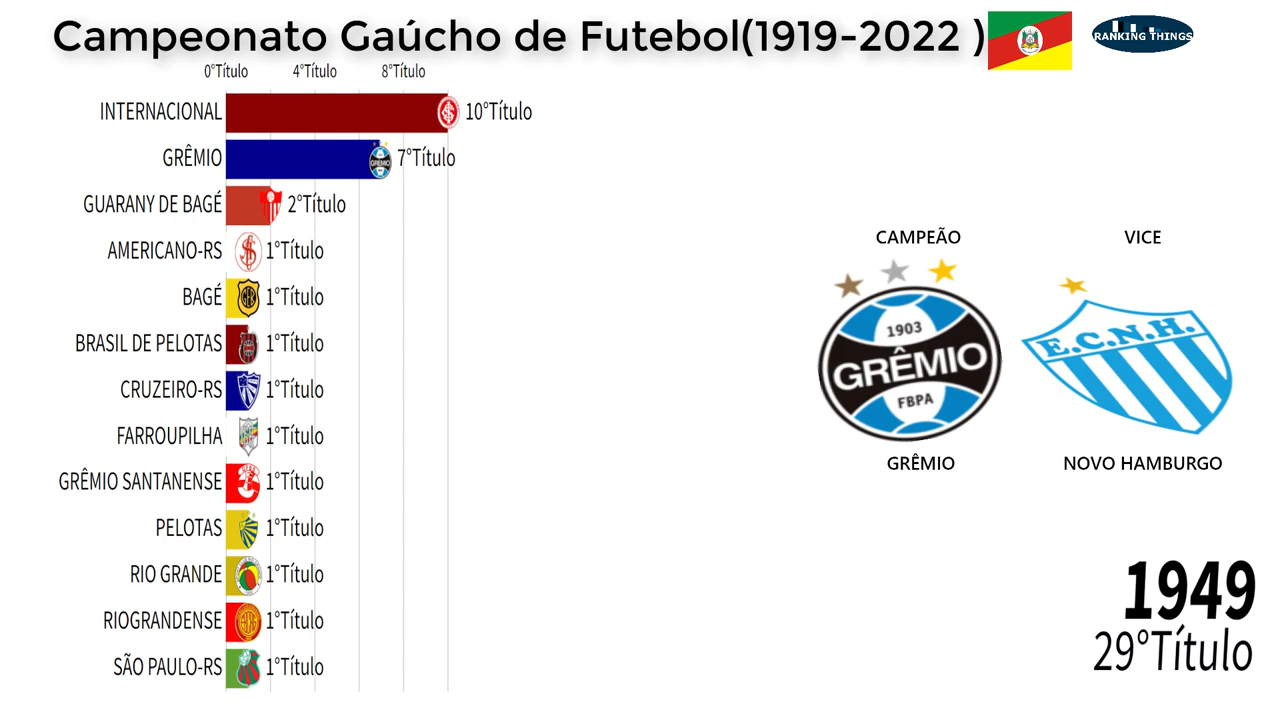 Campeonato Gaúcho de Futebol(1919-2022 )
RANKING THINGS
0°Título 4°Título 8°Título
INTERNACIONAL 10°Título
GRÊMIO 7°Título
GUARANY DE BAGÉ 2°Título
AMERICANO-RS 1°Título
BAGÉ 1°Título
BRASIL DE PELOTAS 1°Título
CRUZEIRO-RS 1°Título
FARROUPILHA 1°Título
GRÊMIO SANTANENSE 1°Título
PELOTAS 1°Título
RIO GRANDE 1°Título
RIOGRANDENSE 1°Título
SÃO PAULO-RS 1°Título
CAMPEÃO VICE
1903
GRÊMIO
FBPA
E.C.N.H.
GRÊMIO NOVO HAMBURGO
1949
29°Título